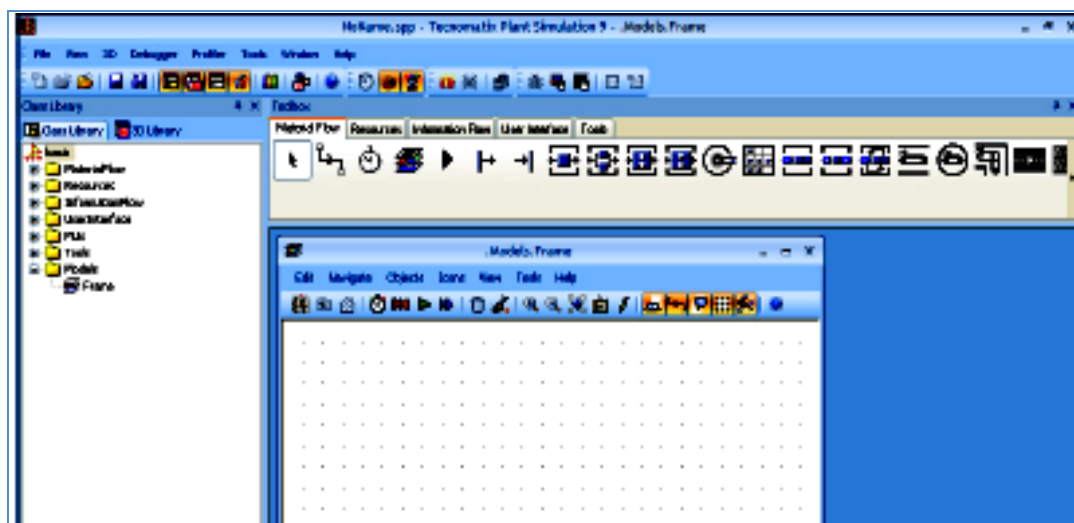 NoName.spp - Tecnomatix Plant Simulation 9 - .Models.Frame
File View 3D Debugger Profiler Tools Window Help
Class Library
Toolbox
Class Library 3D Library
Material Flow Resources Information Flow User Interface Tools
Basis
MaterialFlow
Resources
InformationFlow
UserInterface
Tools
Models
Frame
.Models.Frame
Edit Navigate Objects Icons View Tools Help